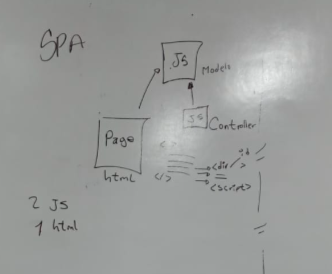 SPA
JS
Models
JS
Controller
Page
html
< >
</>
<div >
<script>
2 JS
1 html